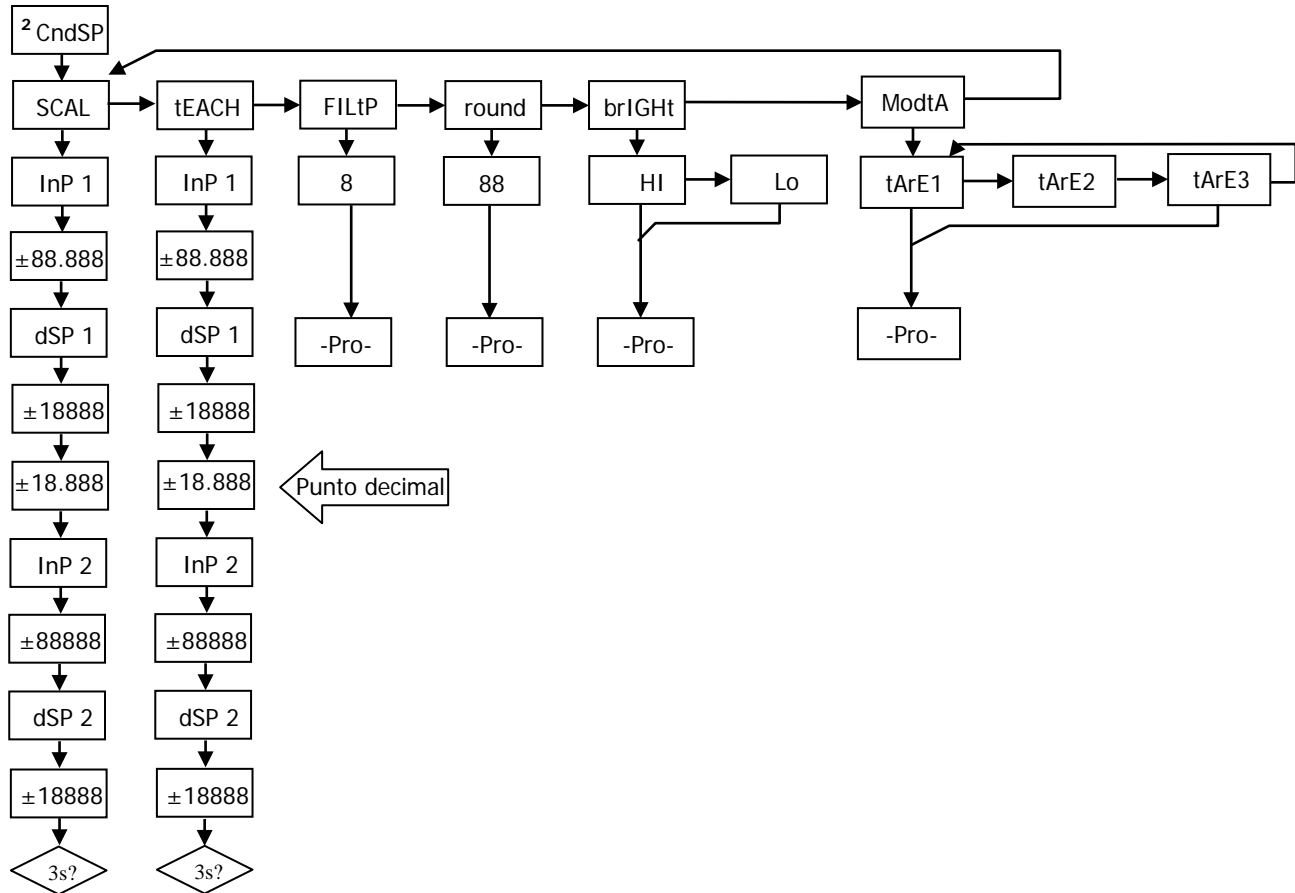 ² CndSP
SCAL tEACH FILtP round brIGHt ModtA
InP 1 InP 1 8 88 HI Lo tArE1 tArE2 tArE3
±88.888 ±88.888
dSP 1 dSP 1 -Pro- -Pro- -Pro- -Pro-
±18888 ±18888
±18.888 ±18.888 Punto decimal
InP 2 InP 2
±88888 ±88888
dSP 2 dSP 2
±18888 ±18888
3s? 3s?